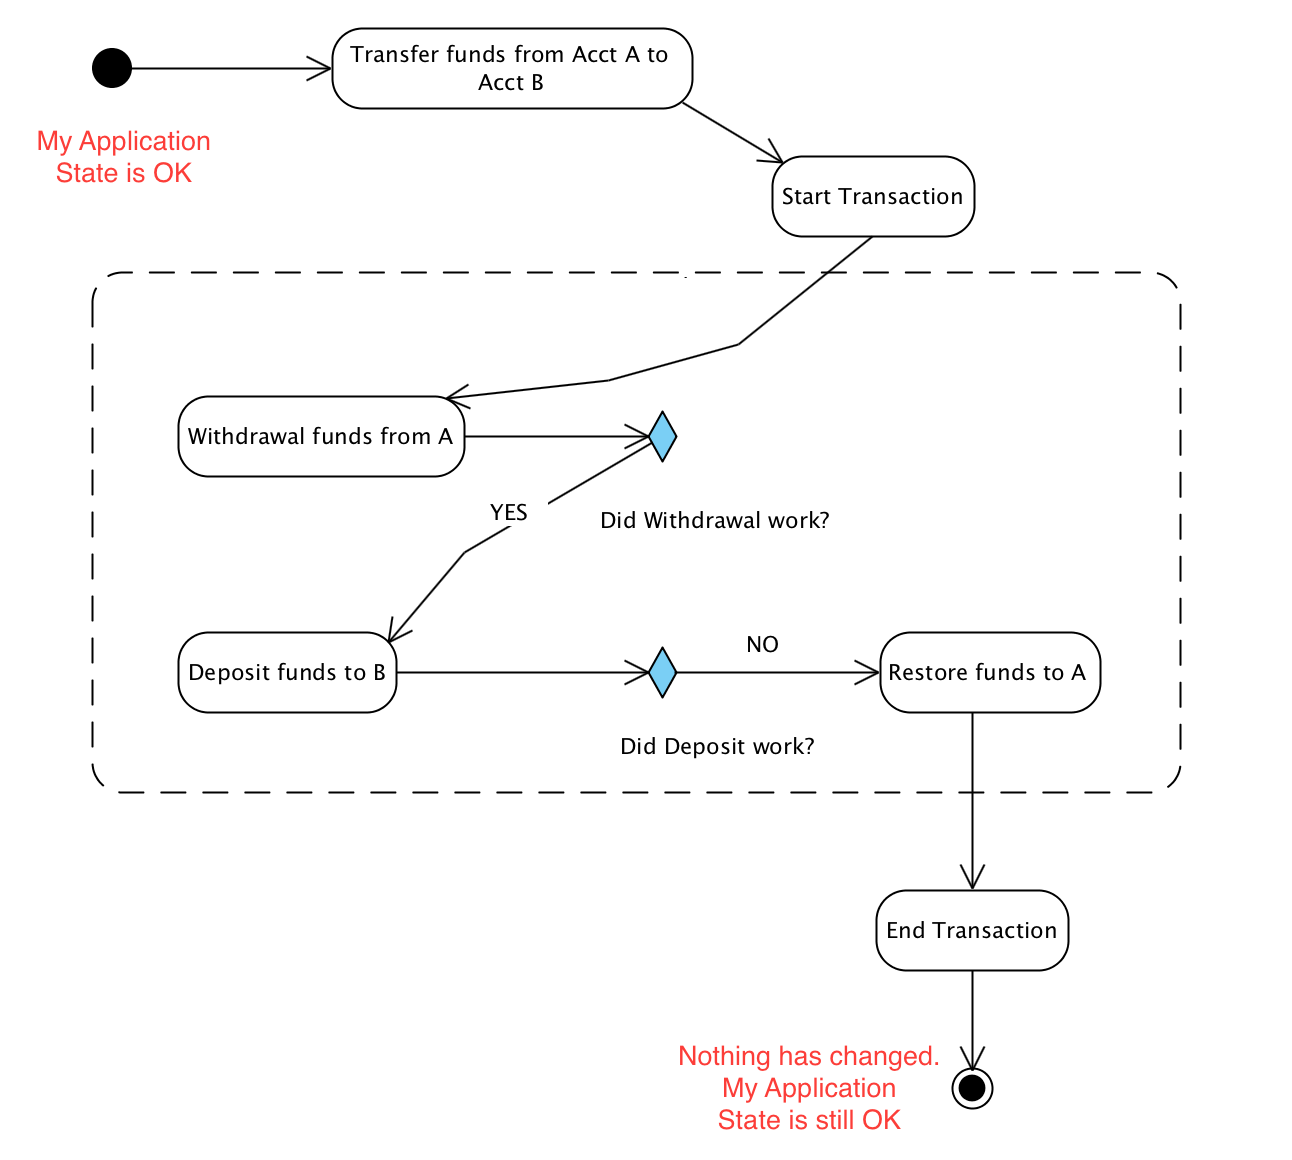 Transfer funds from Acct A to
Acct B
My Application
State is OK
Start Transaction
Withdrawal funds from A
YES
Did Withdrawal work?
Deposit funds to B
NO
Restore funds to A
Did Deposit work?
End Transaction
Nothing has changed.
My Application
State is still OK